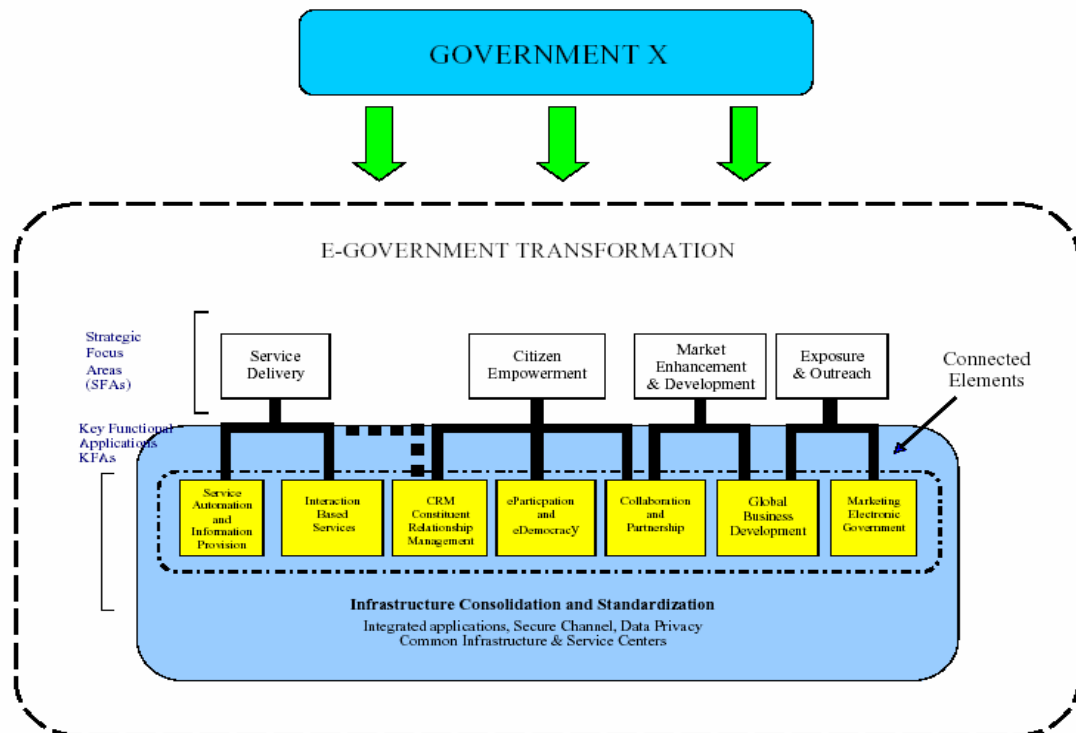 GOVERNMENT X
E-GOVERNMENT TRANSFORMATION
Strategic
Focus
Areas
(SFAs)
Service
Delivery
Citizen
Empowerment
Market
Enhancement
& Development
Exposure
& Outreach
Connected
Elements
Key Functional
Applications
KFAs
Service
Automation
and
Information
Provision
Interaction
Based
Services
CRM
Constituent
Relationship
Management
eParticpation
and
eDemocracy
Collaboration
and
Partnership
Global
Business
Development
Marketing
Electronic
Government
Infrastructure Consolidation and Standardization
Integrated applications, Secure Channel, Data Privacy
Common Infrastructure & Service Centers